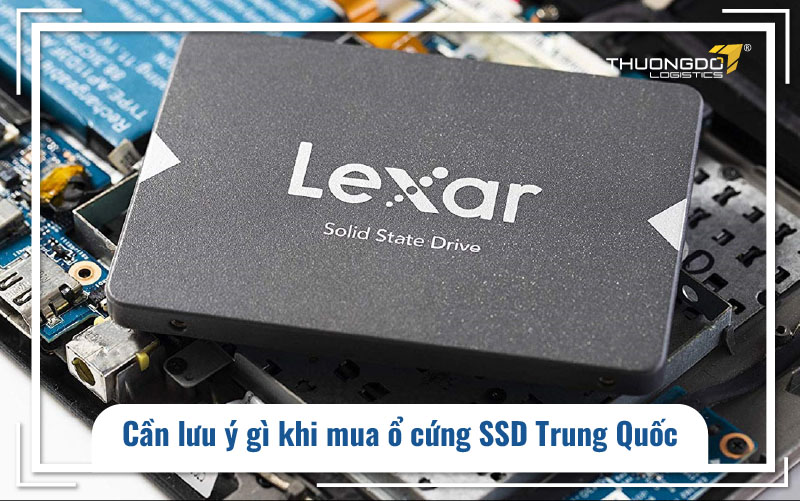 THUONGDO
LOGISTICS
®
Lexar
Solid State Drive
Cần lưu ý gì khi mua ổ cứng SSD Trung Quốc